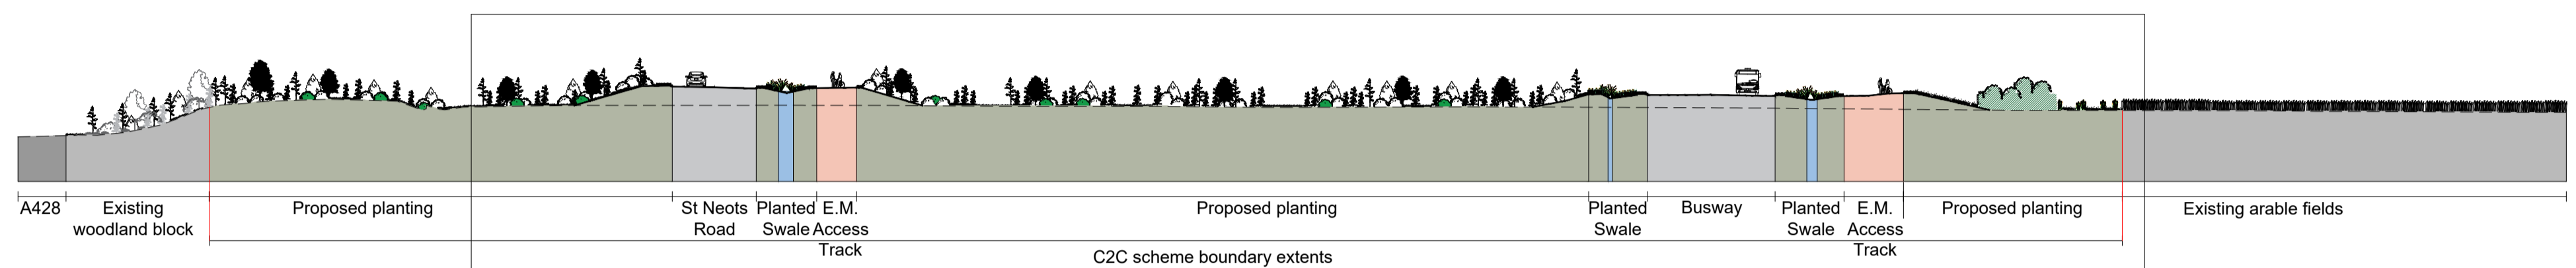 A428
Existing
woodland block
Proposed planting
St Neots
Road
Planted
Swale
E.M.
Access
Track
Proposed planting
Planted
Swale
Busway
Planted
Swale
E.M.
Access
Track
Proposed planting
Existing arable fields
C2C scheme boundary extents